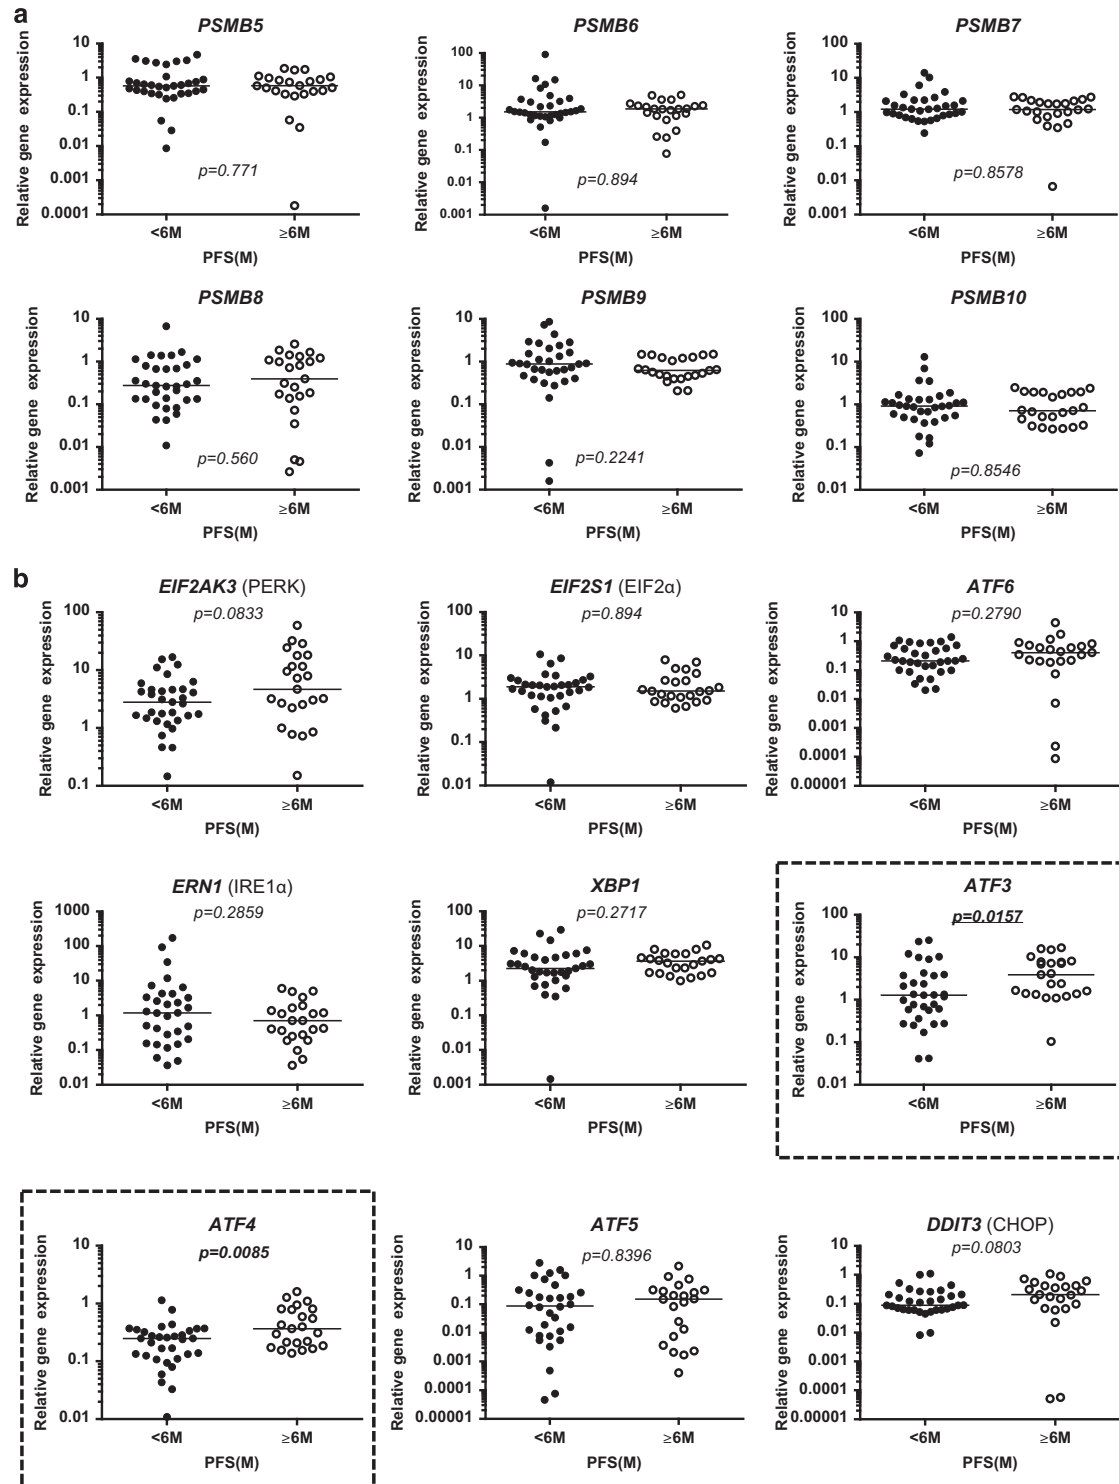 a
PSMB5
Relative gene expression
10
1
0.1
0.01
0.001
0.0001
p=0.771
<6M
≥6M
PFS(M)
PSMB6
Relative gene expression
100
10
1
0.1
0.01
0.001
p=0.894
<6M
≥6M
PFS(M)
PSMB7
Relative gene expression
100
10
1
0.1
0.01
0.001
p=0.8578
<6M
≥6M
PFS(M)
PSMB8
Relative gene expression
10
1
0.1
0.01
0.001
p=0.560
<6M
≥6M
PFS(M)
PSMB9
Relative gene expression
10
1
0.1
0.01
0.001
p=0.2241
<6M
≥6M
PFS(M)
PSMB10
Relative gene expression
100
10
1
0.1
0.01
p=0.8546
<6M
≥6M
PFS(M)
b
EIF2AK3 (PERK)
p=0.0833
Relative gene expression
100
10
1
0.1
<6M
≥6M
PFS(M)
EIF2S1 (EIF2α)
p=0.894
Relative gene expression
100
10
1
0.1
0.01
<6M
≥6M
PFS(M)
ATF6
p=0.2790
Relative gene expression
10
1
0.1
0.01
0.001
0.0001
0.00001
<6M
≥6M
PFS(M)
ERN1 (IRE1α)
p=0.2859
Relative gene expression
1000
100
10
1
0.1
0.01
<6M
≥6M
PFS(M)
XBP1
p=0.2717
Relative gene expression
100
10
1
0.1
0.01
0.001
<6M
≥6M
PFS(M)
ATF3
p=0.0157
Relative gene expression
100
10
1
0.1
0.01
<6M
≥6M
PFS(M)
ATF4
p=0.0085
Relative gene expression
10
1
0.1
0.01
<6M
≥6M
PFS(M)
ATF5
p=0.8396
Relative gene expression
10
1
0.1
0.01
0.001
0.0001
0.00001
<6M
≥6M
PFS(M)
DDIT3 (CHOP)
p=0.0803
Relative gene expression
10
1
0.1
0.01
0.001
0.0001
0.00001
<6M
≥6M
PFS(M)